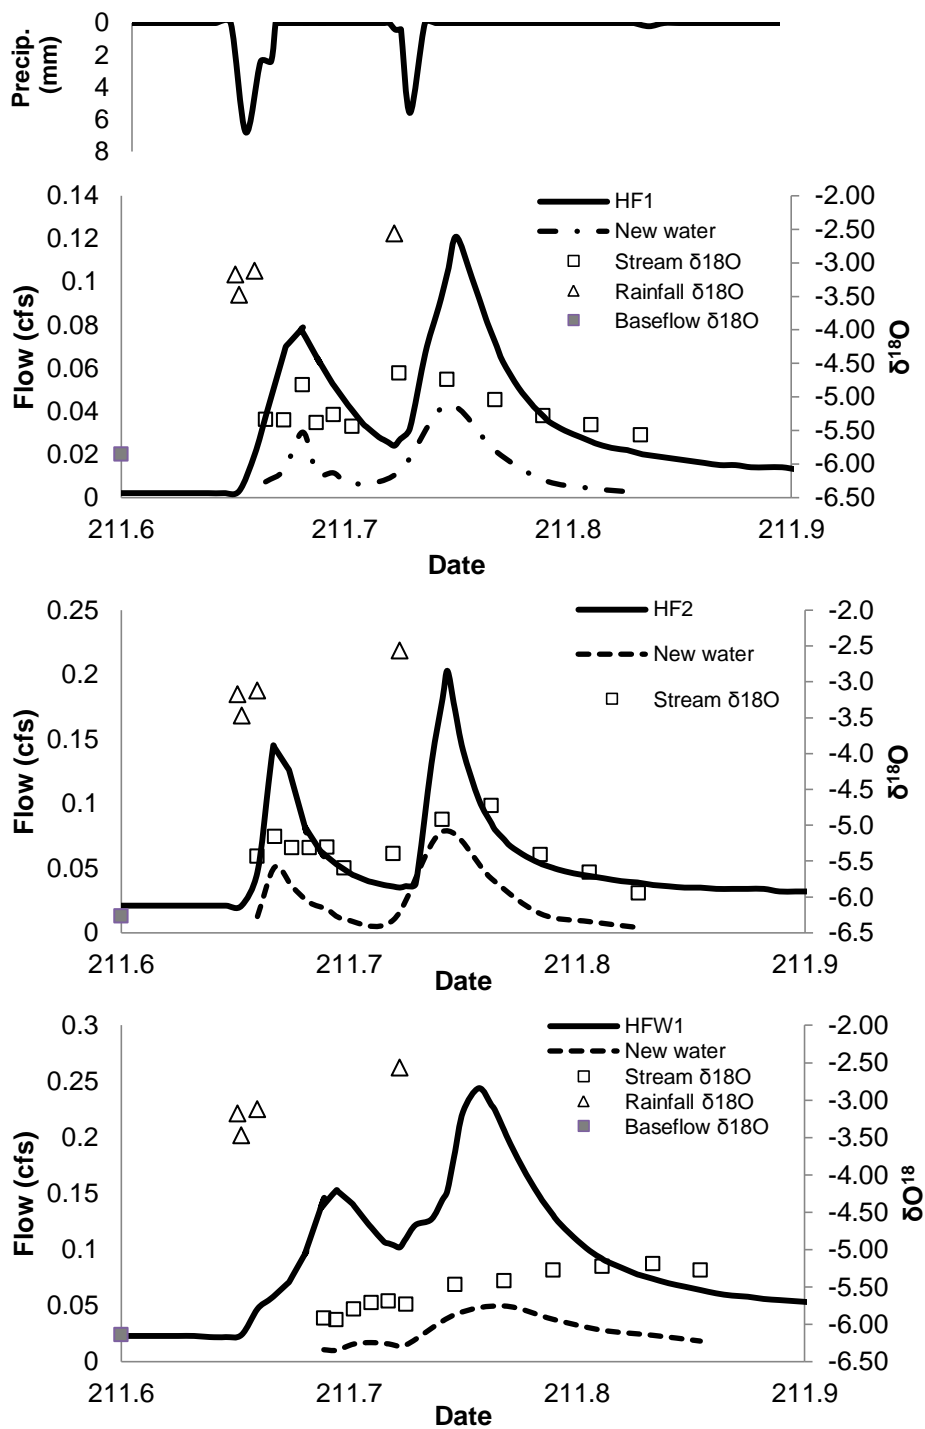 Precip.
(mm)
0
2
4
6
8
Flow (cfs)
0.14
0.12
0.1
0.08
0.06
0.04
0.02
0
HF1
New water
Stream δ18O
Rainfall δ18O
Baseflow δ18O
-2.00
-2.50
-3.00
-3.50
-4.00
-4.50
-5.00
-5.50
-6.00
-6.50
δ¹⁸O
211.6 211.7 211.8 211.9
Date
Flow (cfs)
0.25
0.2
0.15
0.1
0.05
0
HF2
New water
Stream δ18O
-2.0
-2.5
-3.0
-3.5
-4.0
-4.5
-5.0
-5.5
-6.0
-6.5
δ¹⁸O
211.6 211.7 211.8 211.9
Date
Flow (cfs)
0.3
0.25
0.2
0.15
0.1
0.05
0
HFW1
New water
Stream δ18O
Rainfall δ18O
Baseflow δ18O
-2.00
-2.50
-3.00
-3.50
-4.00
-4.50
-5.00
-5.50
-6.00
-6.50
δO¹⁸
211.6 211.7 211.8 211.9
Date